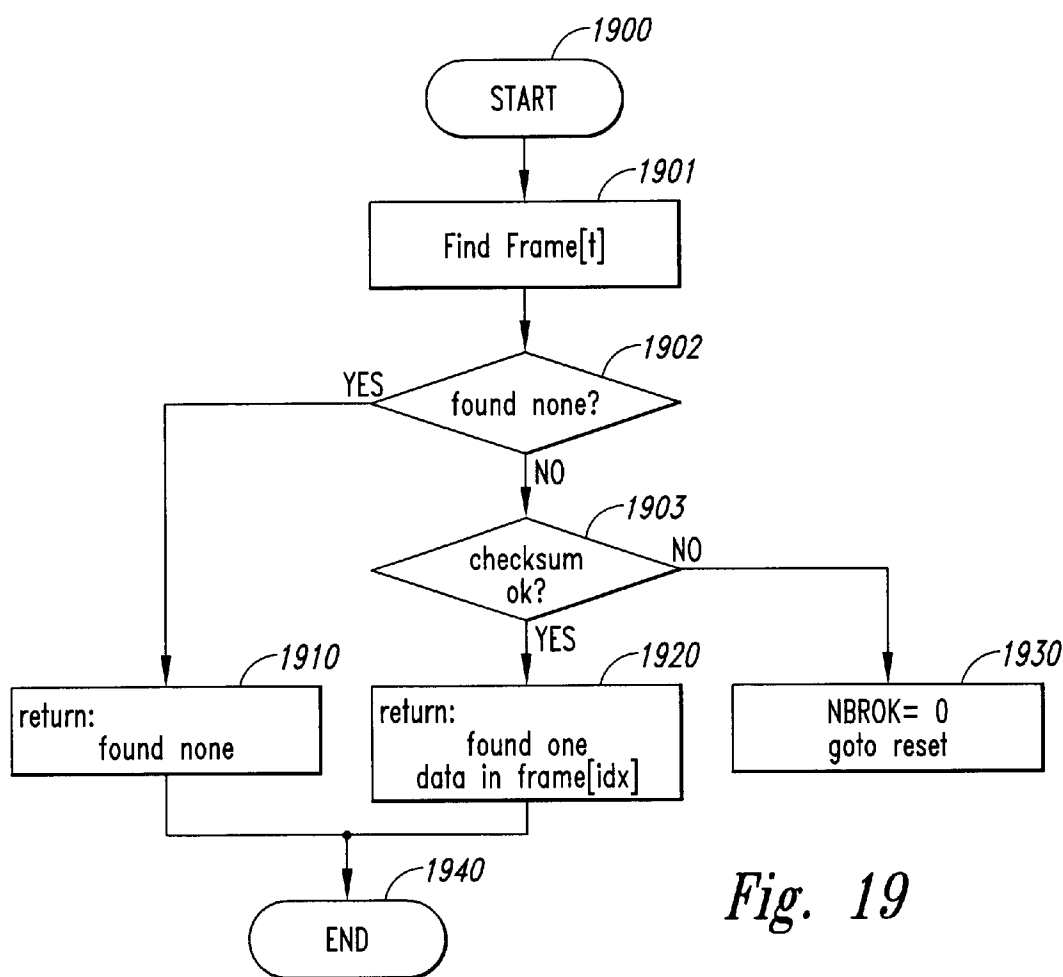 1900
START
1901
Find Frame[t]
1902
YES
found none?
NO
1903
checksum
ok?
NO
YES
1910
return:
found none
1920
return:
found one
data in frame[idx]
1930
NBROK= 0
goto reset
1940
END
Fig. 19